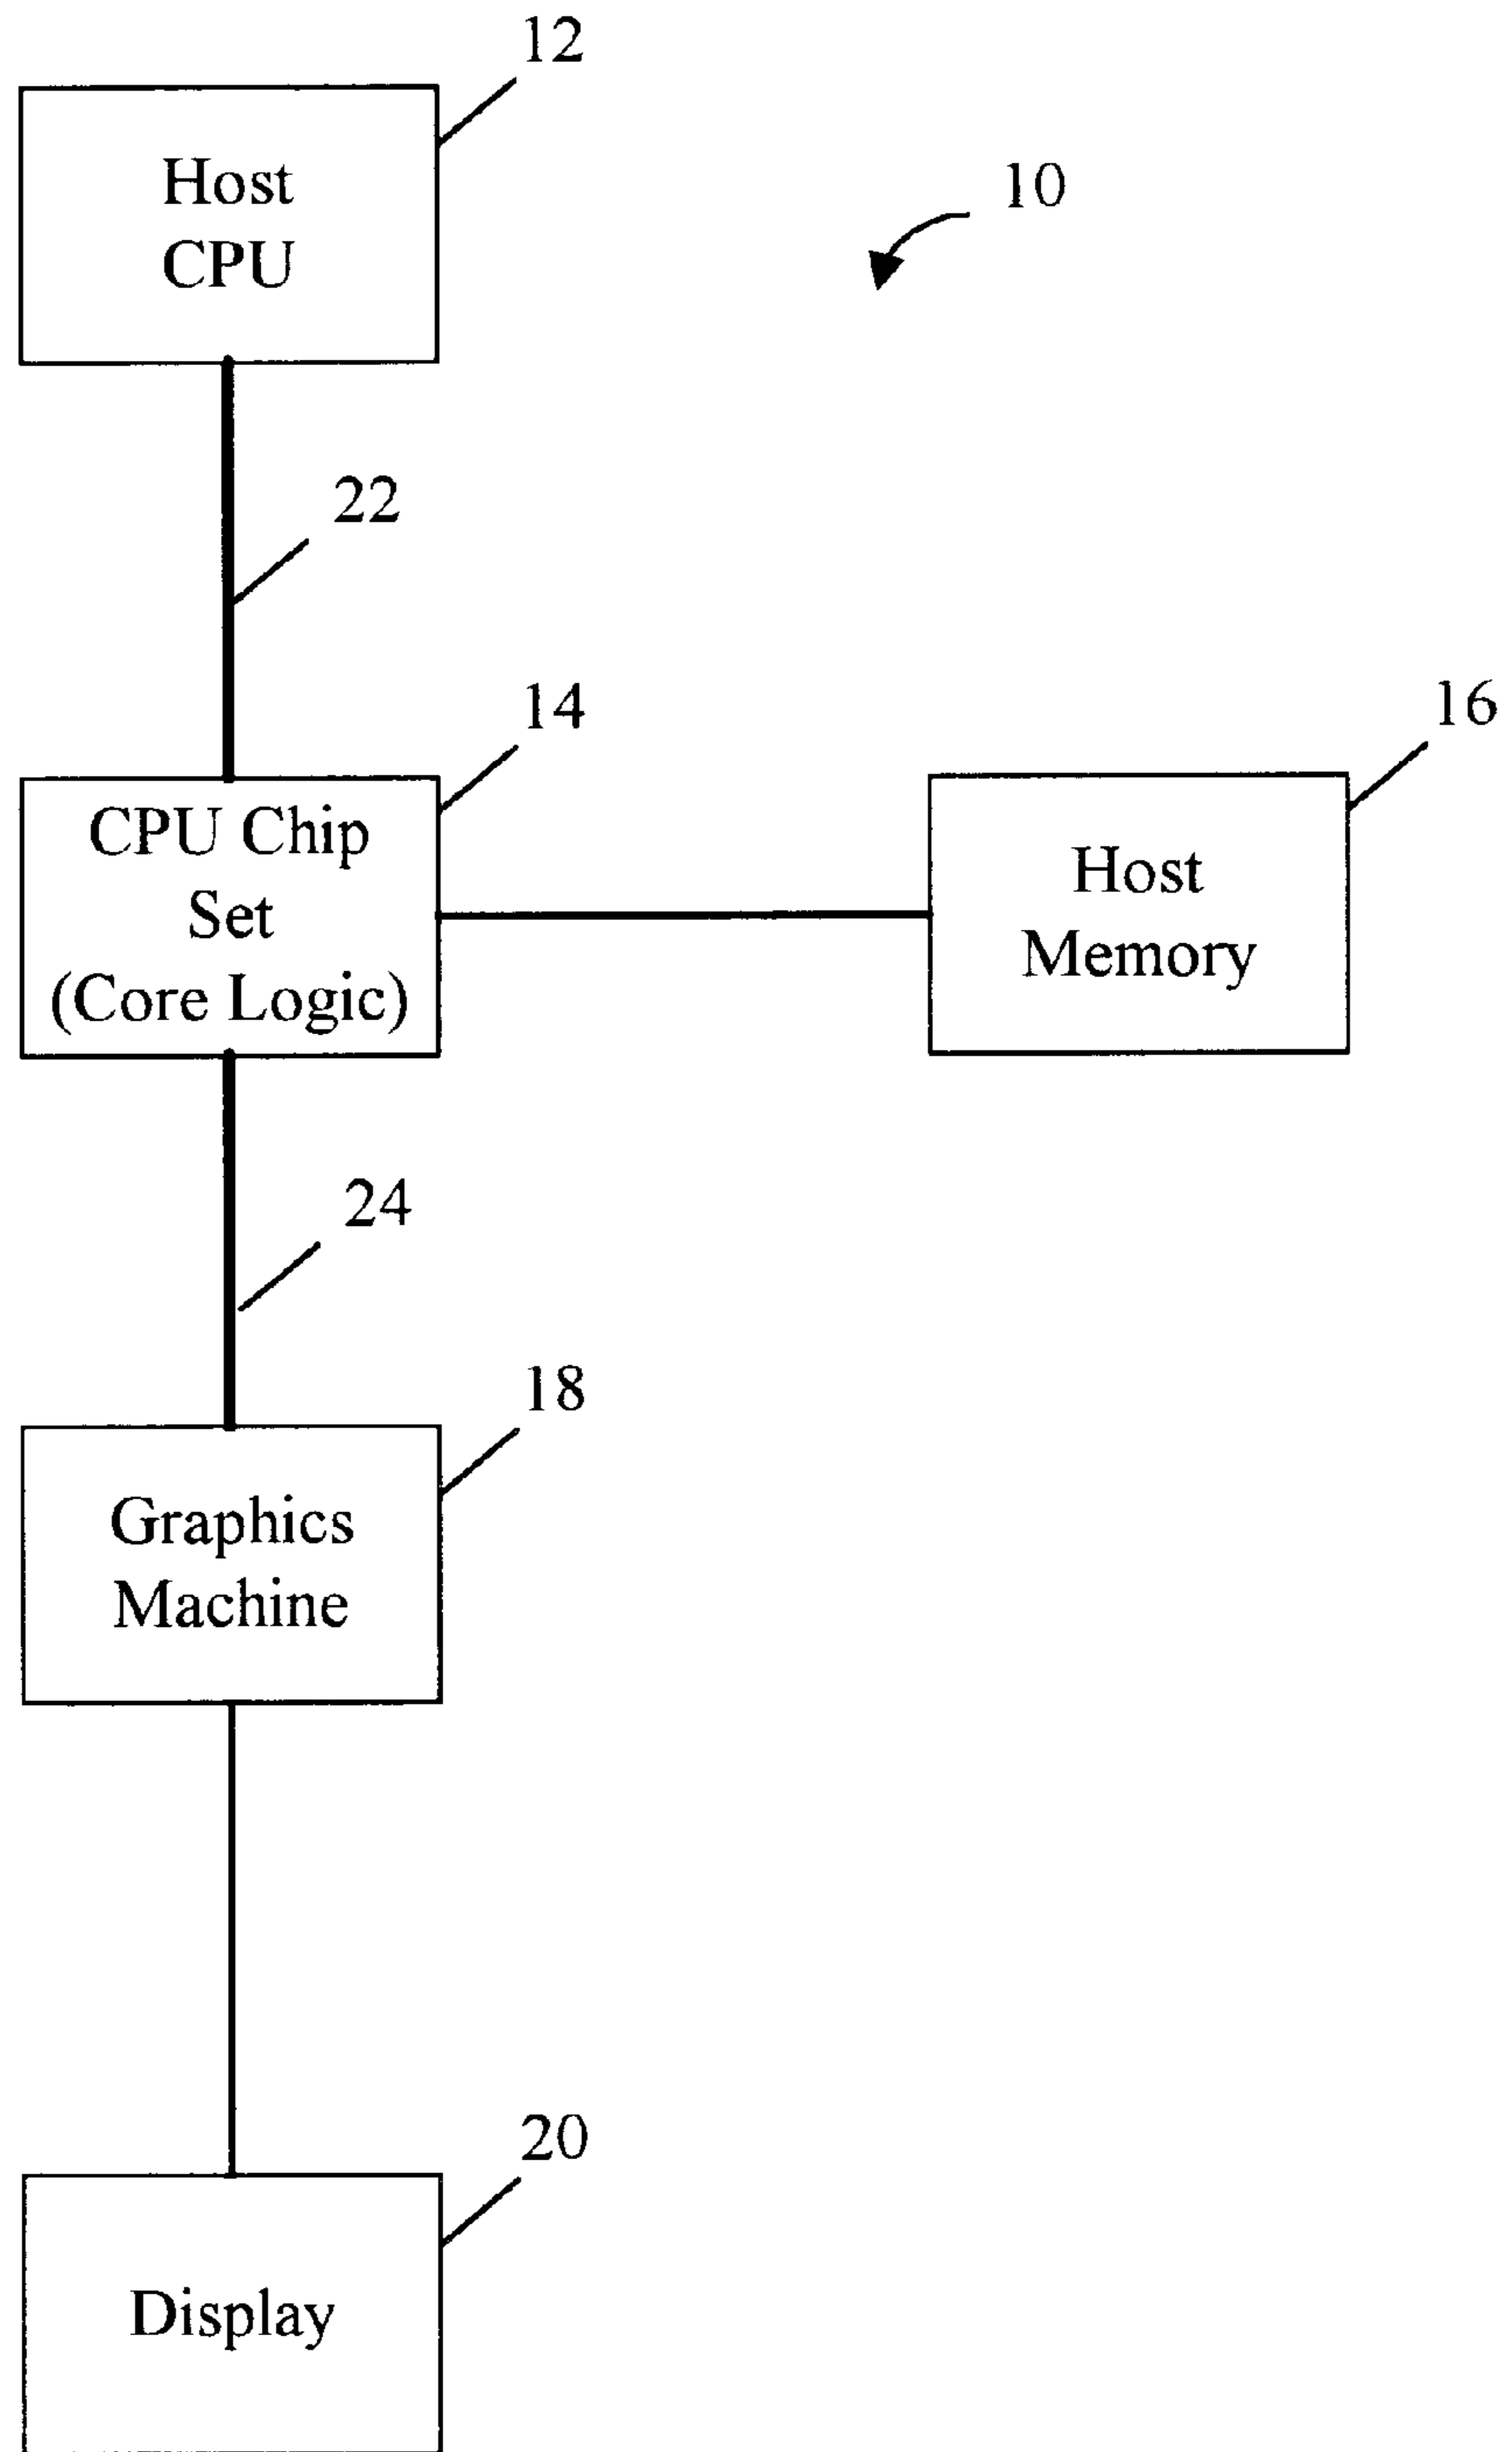 12
Host
CPU
10
22
14
16
CPU Chip
Set
(Core Logic)
Host
Memory
24
18
Graphics
Machine
20
Display